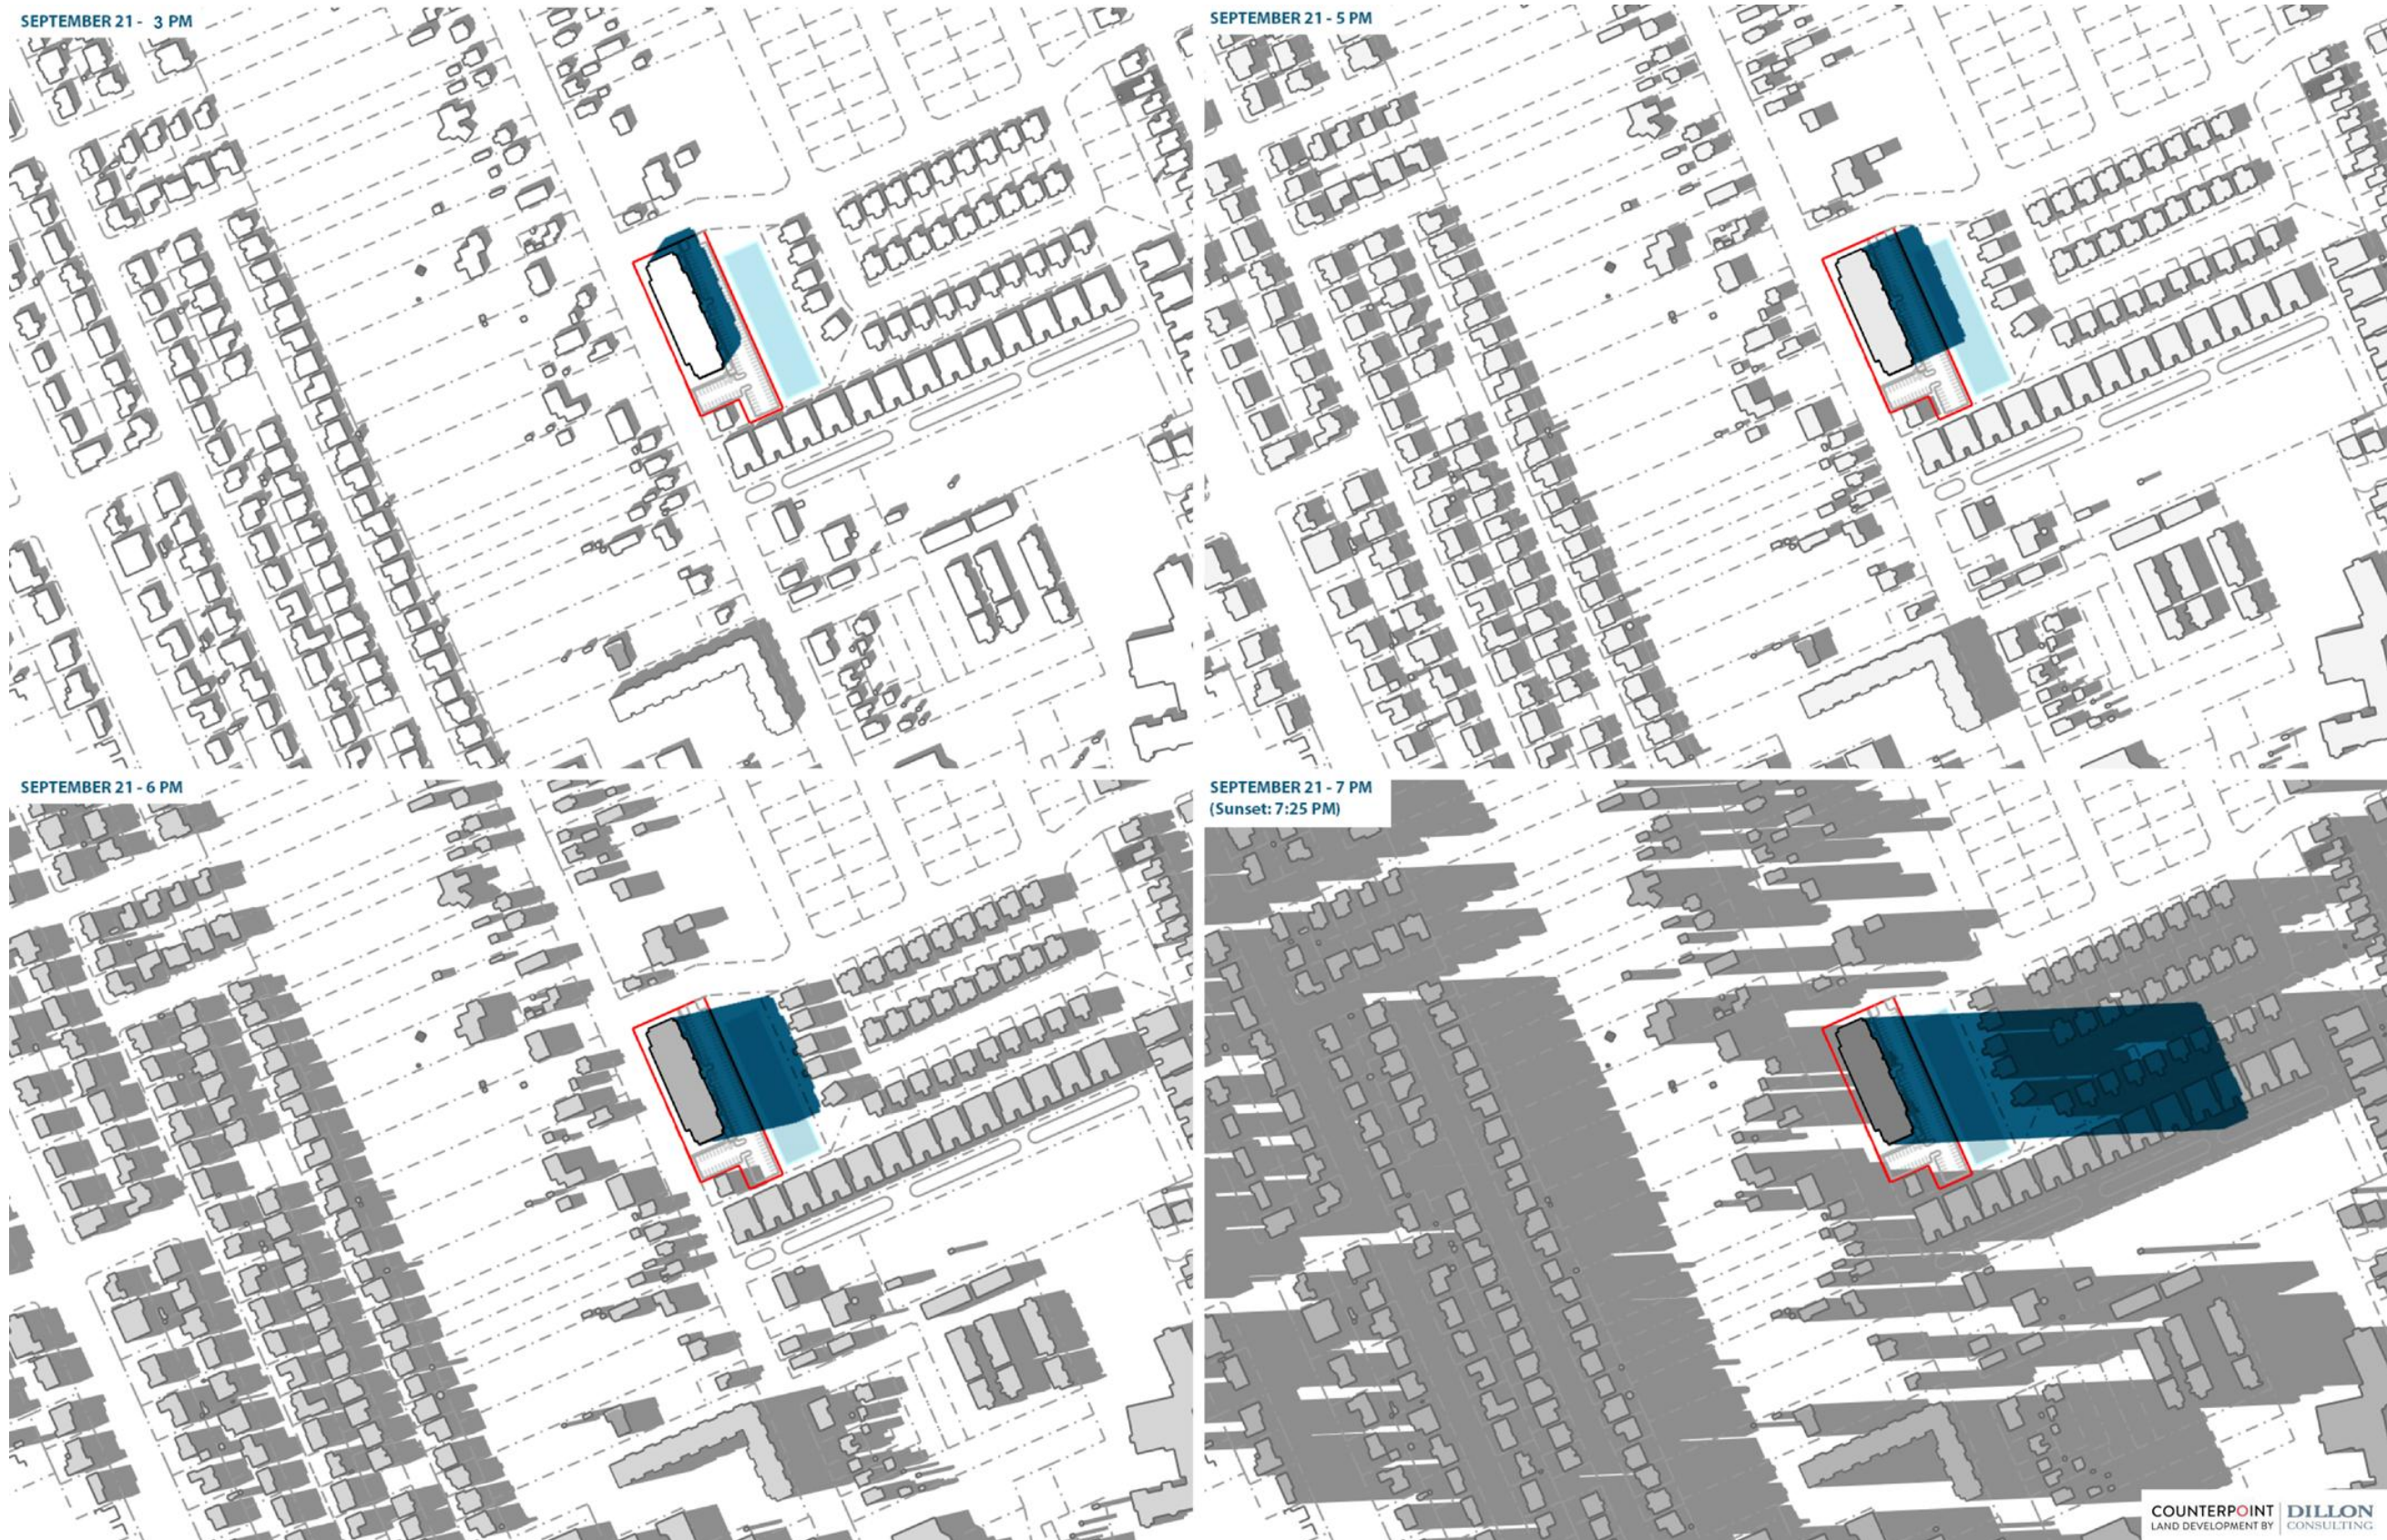 SEPTEMBER 21 - 3 PM
SEPTEMBER 21 - 5 PM
SEPTEMBER 21 - 6 PM
SEPTEMBER 21 - 7 PM
(Sunset: 7:25 PM)
COUNTERPOINT
LAND DEVELOPMENT BY
DILLON
CONSULTING